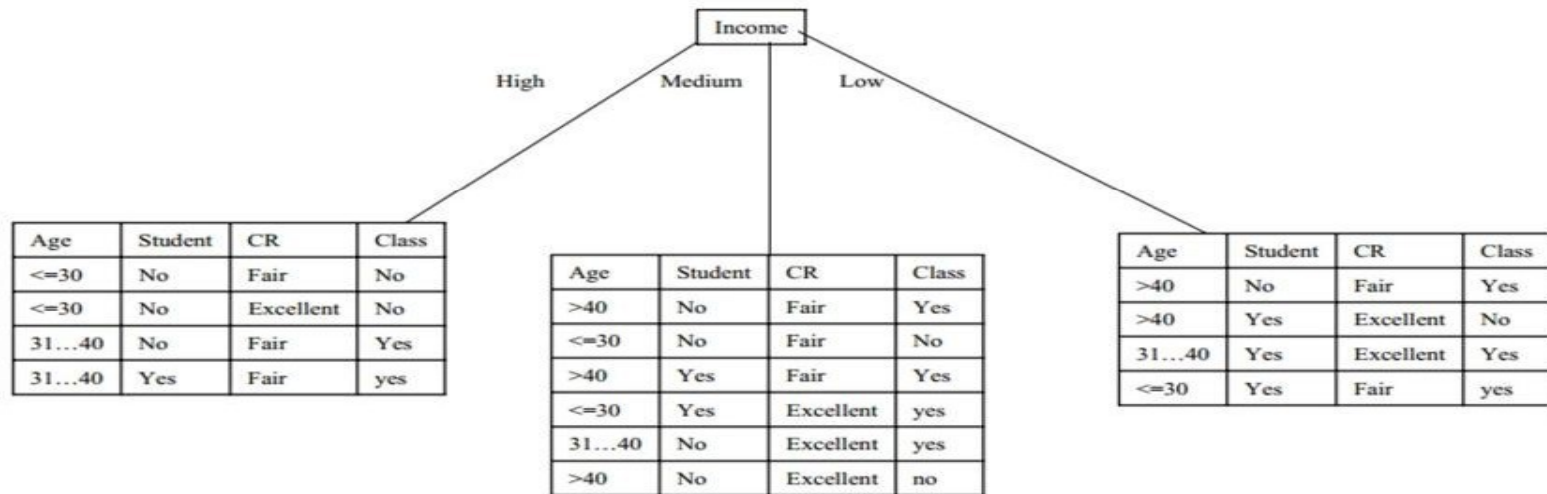 Income
High Medium Low
Age Student CR Class
<=30 No Fair No
<=30 No Excellent No
31...40 No Fair Yes
31...40 Yes Fair yes
Age Student CR Class
>40 No Fair Yes
<=30 No Fair No
>40 Yes Fair Yes
<=30 Yes Excellent yes
31...40 No Excellent yes
>40 No Excellent no
Age Student CR Class
>40 No Fair Yes
>40 Yes Excellent No
31...40 Yes Excellent Yes
<=30 Yes Fair yes